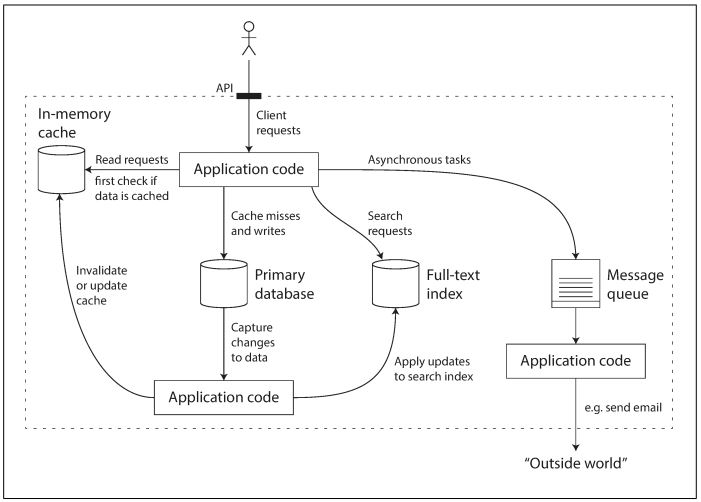 API
Client
requests
In-memory
cache
Read requests
first check if
data is cached
Application code
Asynchronous tasks
Cache misses
and writes
Search
requests
Invalidate
or update
cache
Primary
database
Full-text
index
Message
queue
Capture
changes
to data
Apply updates
to search index
Application code
Application code
e.g. send email
“Outside world”